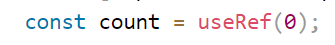 const count = useRef(0);